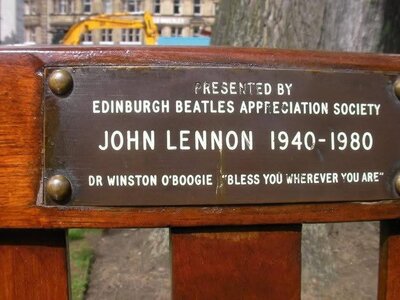 PRESENTED BY
EDINBURGH BEATLES APPRECIATION SOCIETY
JOHN LENNON 1940-1980
DR WINSTON O'BOOGIE "BLESS YOU WHEREVER YOU ARE"